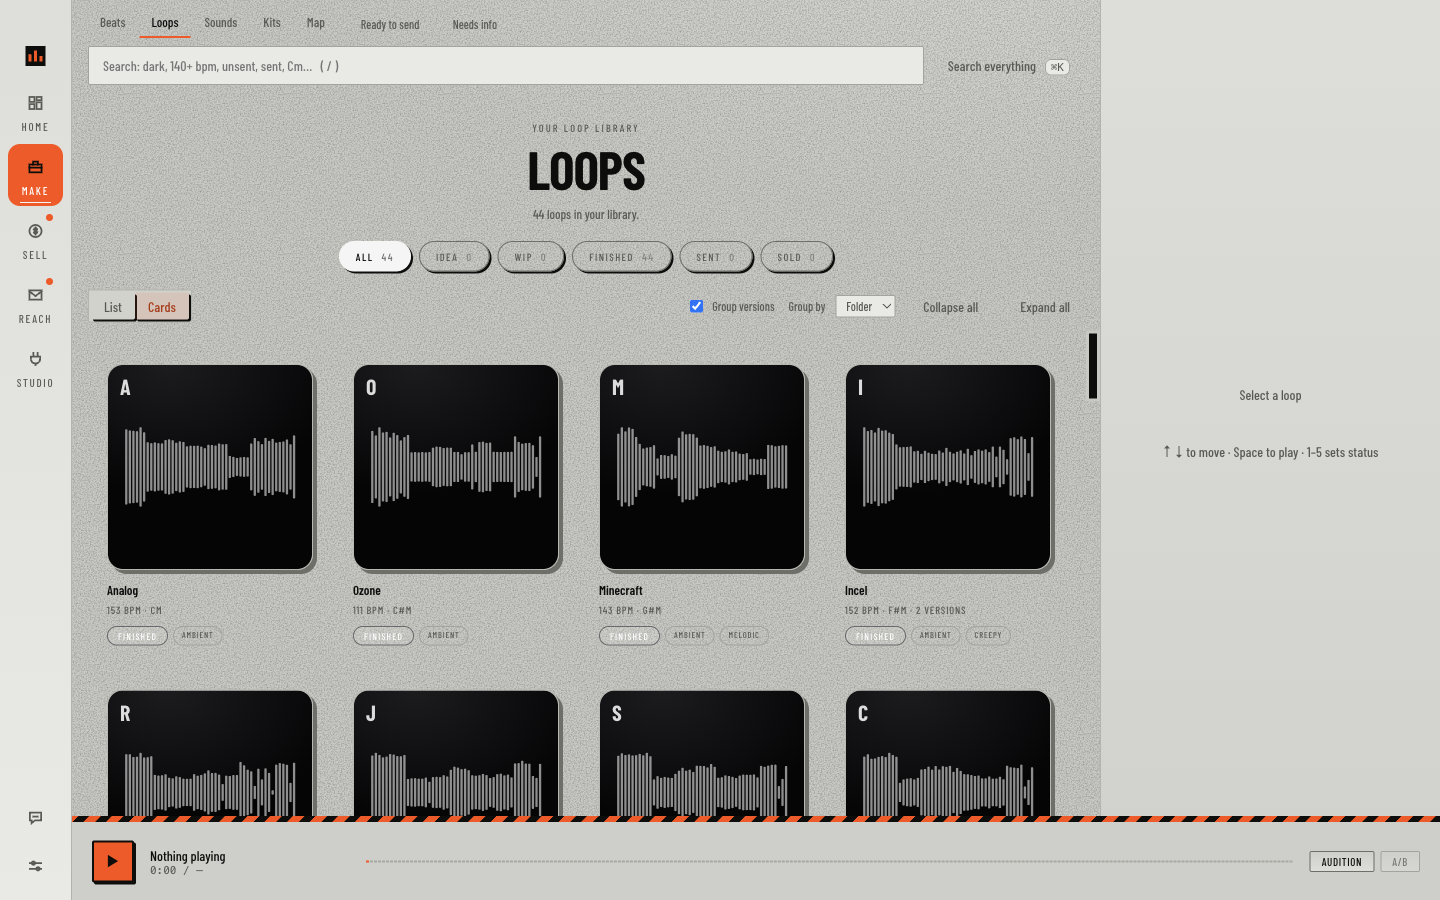 Beats Loops Sounds Kits Map Ready to send Needs info
Search: dark, 140+ bpm, unsent, sent, Cm... ( / )
Search everything ⌘K
HOME
MAKE
SELL
REACH
STUDIO
YOUR LOOP LIBRARY
LOOPS
44 loops in your library.
ALL 44 IDEA 0 WIP 0 FINISHED 44 SENT 0 SOLD 0
List Cards
Group versions Group by Folder Collapse all Expand all
A O M I
Analog
153 BPM · CM
FINISHED AMBIENT
Ozone
111 BPM · C#M
FINISHED AMBIENT
Minecraft
143 BPM · G#M
FINISHED AMBIENT MELODIC
Incel
152 BPM · F#M · 2 VERSIONS
FINISHED AMBIENT CREEPY
R J S C
Select a loop
↑ ↓ to move · Space to play · 1–5 sets status
Nothing playing
0:00 / —
AUDITION A/B